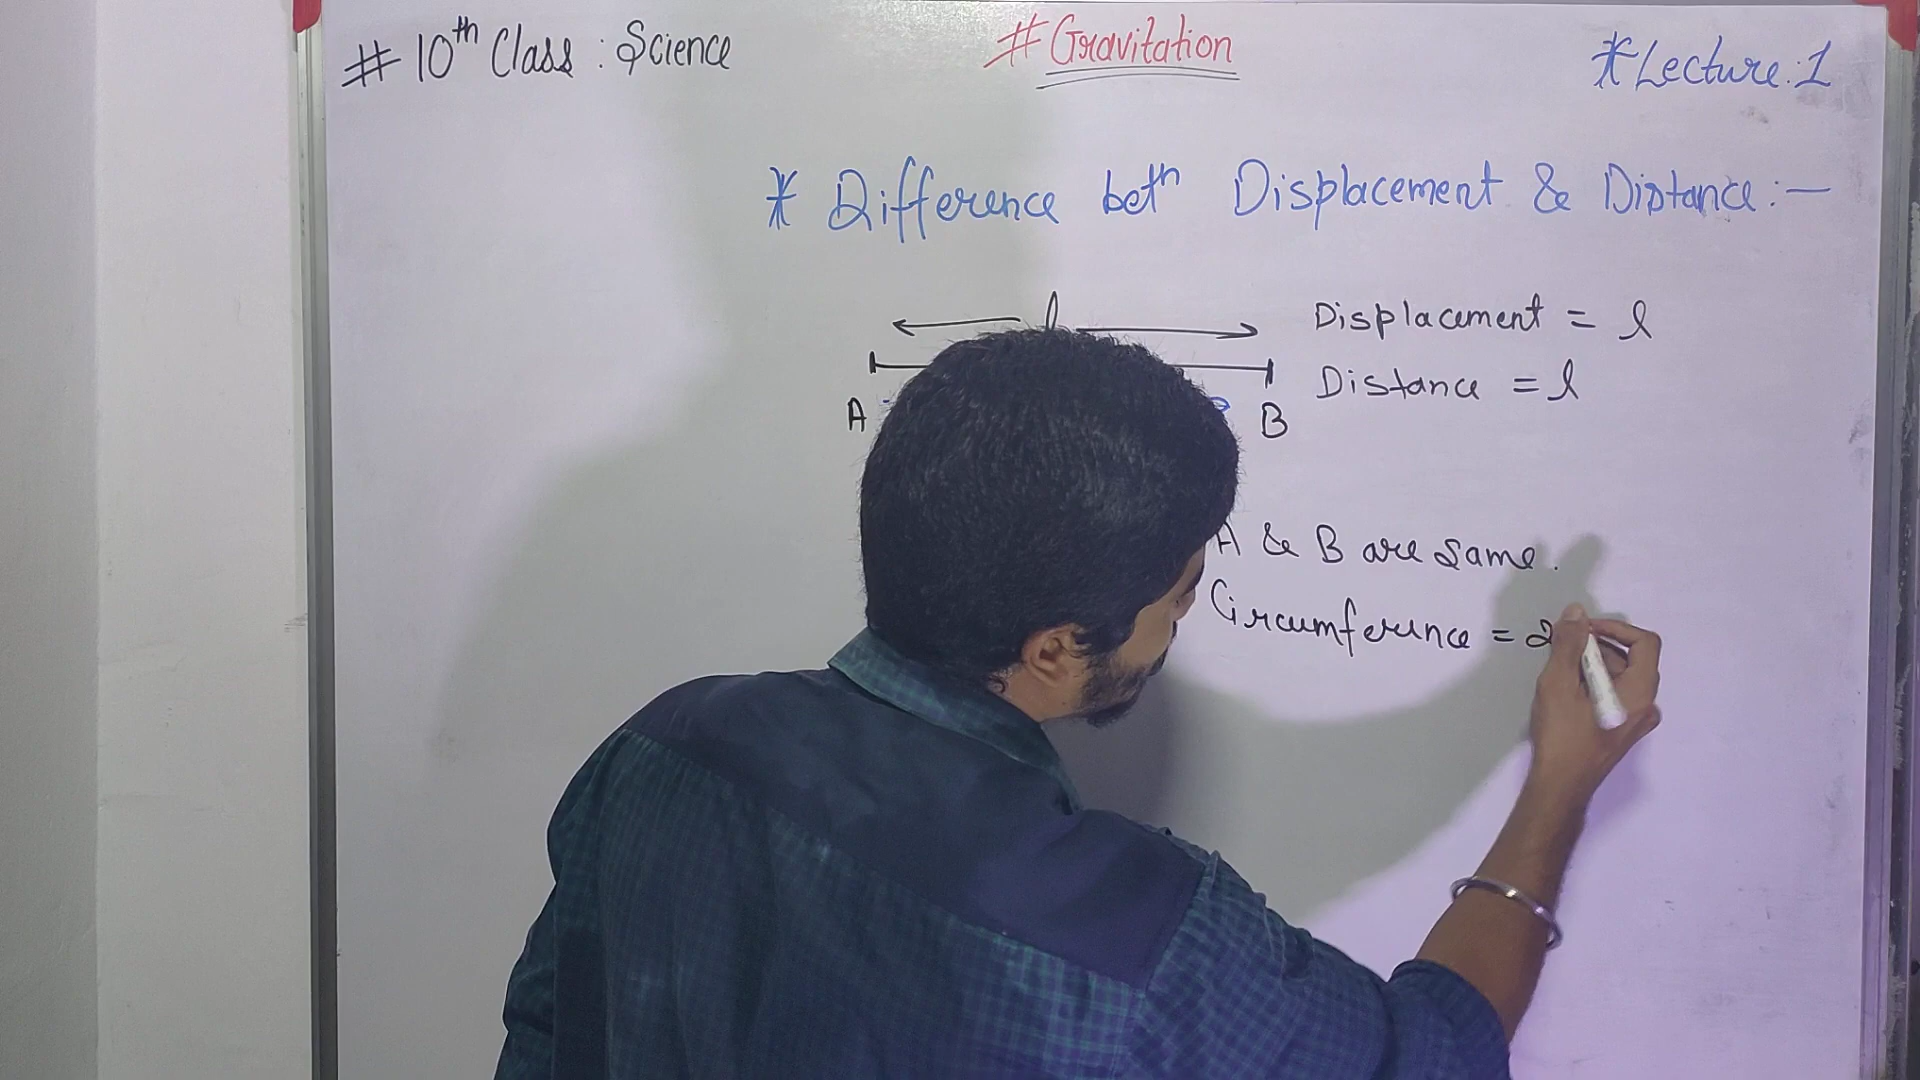 # 10th Class : Science
# Gravitation
* Lecture : 1
* Difference betn Displacement & Distance : —
l
Displacement = l
Distance = l
A
B
A & B are same.
Circumference = 2